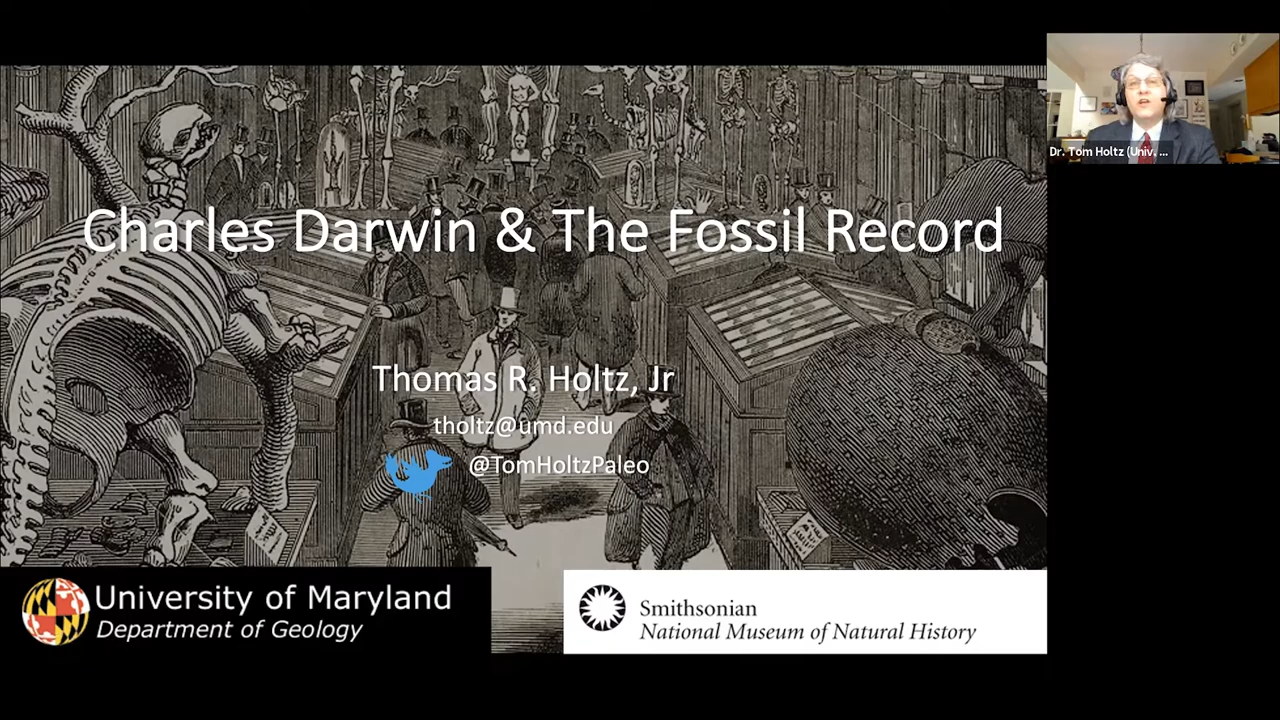 Charles Darwin & The Fossil Record
Thomas R. Holtz, Jr
tholtz@umd.edu
@TomHoltzPaleo
University of Maryland
Department of Geology
Smithsonian
National Museum of Natural History
Dr. Tom Holtz (Univ. ...